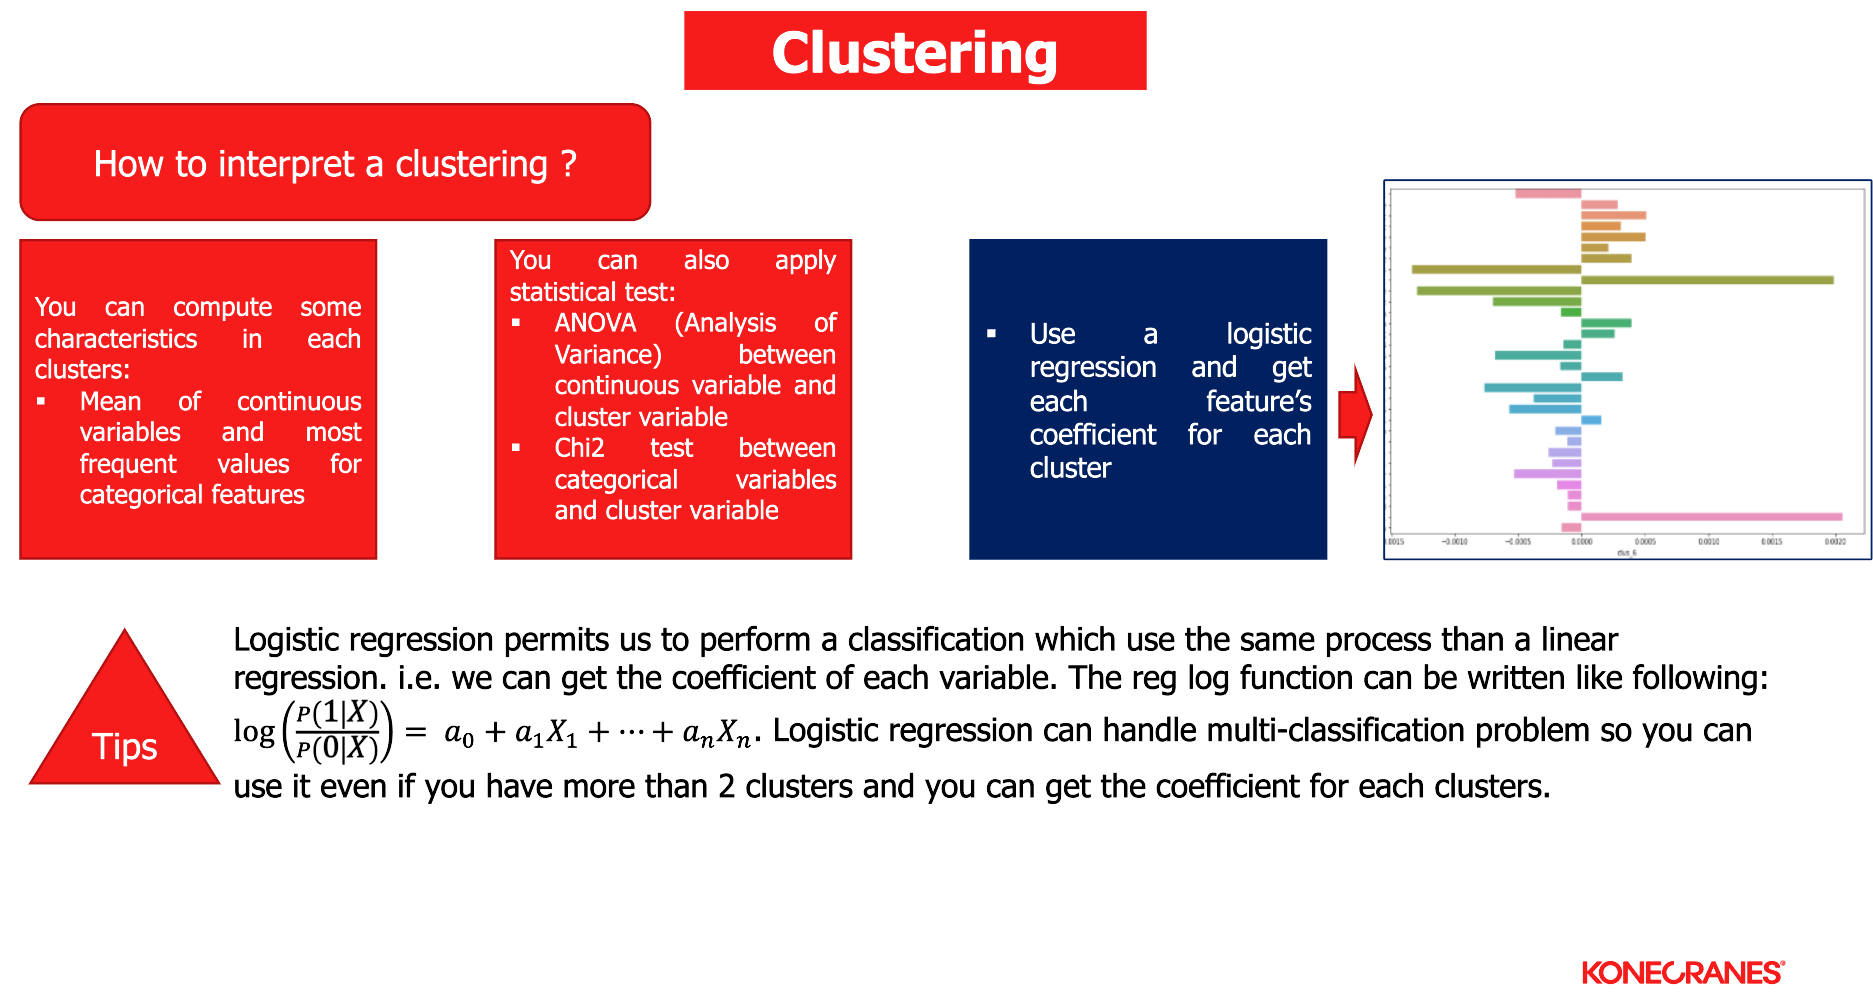 Clustering
How to interpret a clustering ?
You can compute some
characteristics in each
clusters:
▪ Mean of continuous
variables and most
frequent values for
categorical features
You can also apply
statistical test:
▪ ANOVA (Analysis of
Variance) between
continuous variable and
cluster variable
▪ Chi2 test between
categorical variables
and cluster variable
▪ Use a logistic
regression and get
each feature’s
coefficient for each
cluster
0.0015 −0.0010 −0.0005 0.0000 0.0005 0.0010 0.0015 0.0020
clus_6
Tips
Logistic regression permits us to perform a classification which use the same process than a linear
regression. i.e. we can get the coefficient of each variable. The reg log function can be written like following:
log(P(1|X)/P(0|X)) = a₀ + a₁X₁ + ⋯ + aₙXₙ. Logistic regression can handle multi-classification problem so you can
use it even if you have more than 2 clusters and you can get the coefficient for each clusters.
KONECRANES®